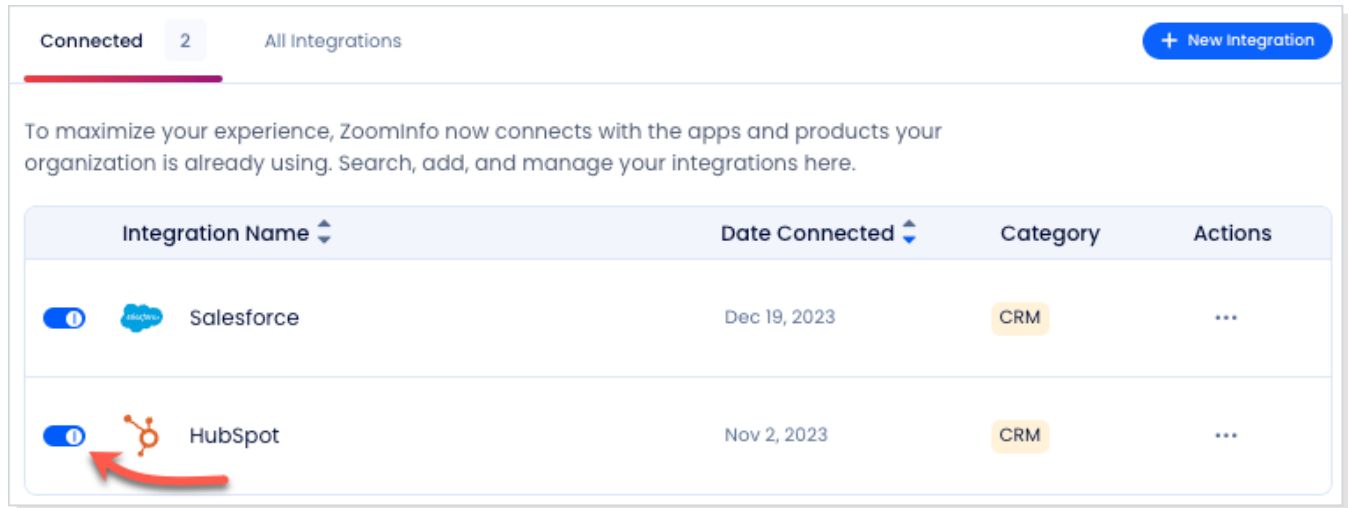 Connected 2 All Integrations + New Integration
To maximize your experience, ZoomInfo now connects with the apps and products your
organization is already using. Search, add, and manage your integrations here.
Integration Name Date Connected Category Actions
salesforce Salesforce Dec 19, 2023 CRM ...
HubSpot Nov 2, 2023 CRM ...